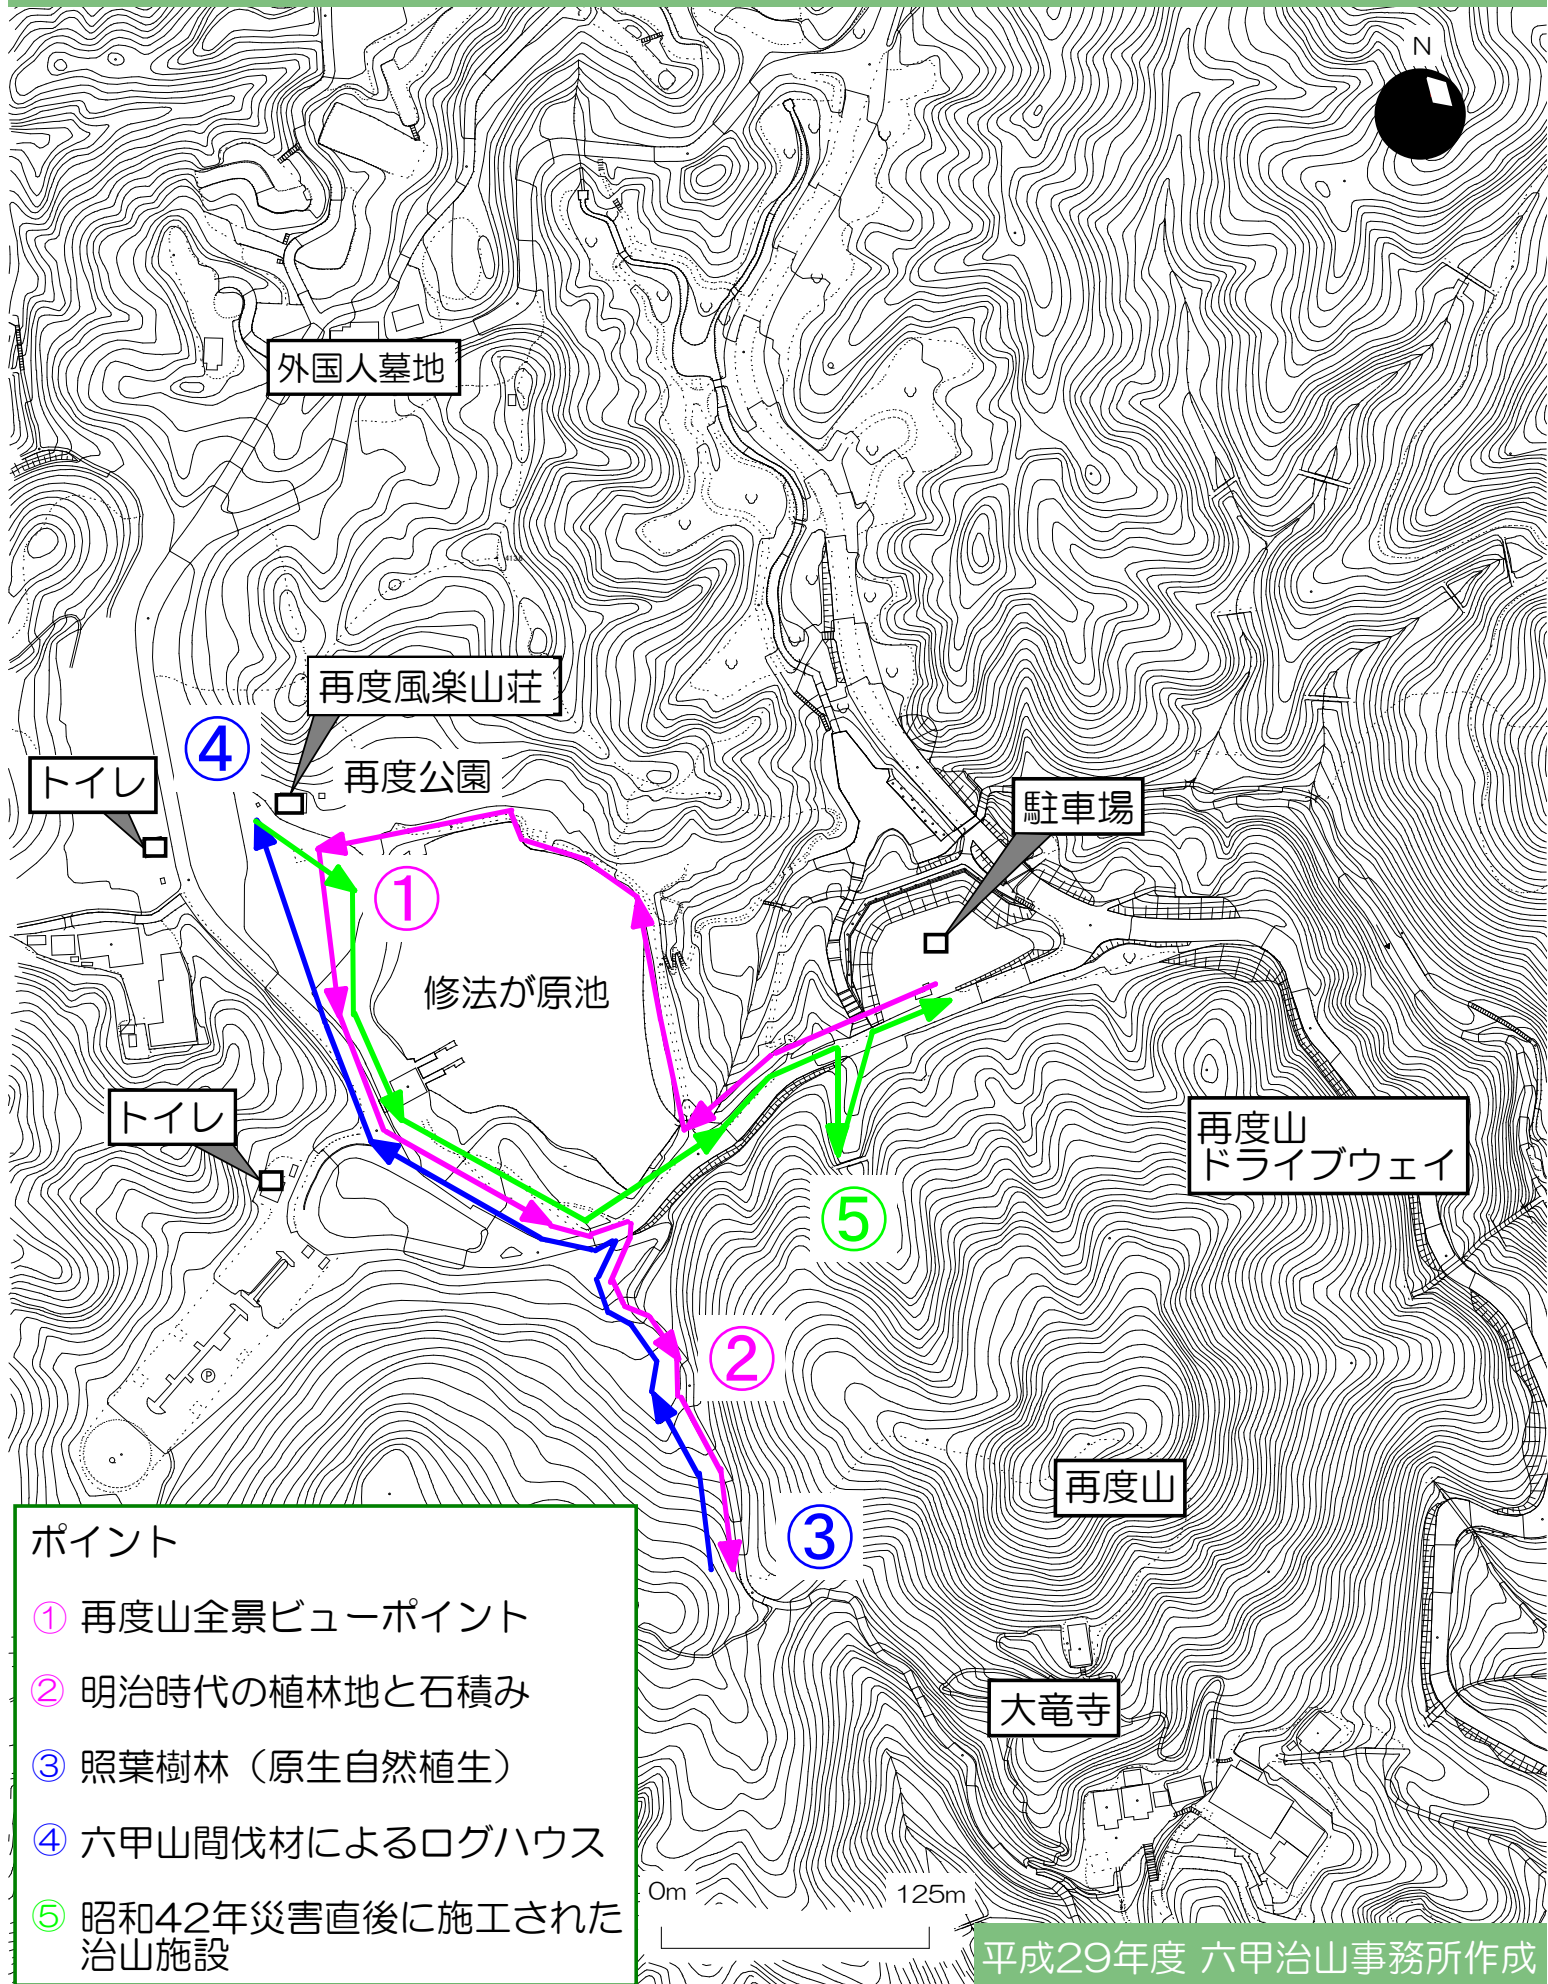 N
外国人墓地
再度風楽山荘
④
トイレ
再度公園
駐車場
①
修法が原池
トイレ
再度山
ドライブウェイ
⑤
②
P
再度山
③
ポイント
① 再度山全景ビューポイント
② 明治時代の植林地と石積み
大竜寺
③ 照葉樹林（原生自然植生）
④ 六甲山間伐材によるログハウス
⑤ 昭和42年災害直後に施工された
治山施設
0m 125m
平成29年度 六甲治山事務所作成